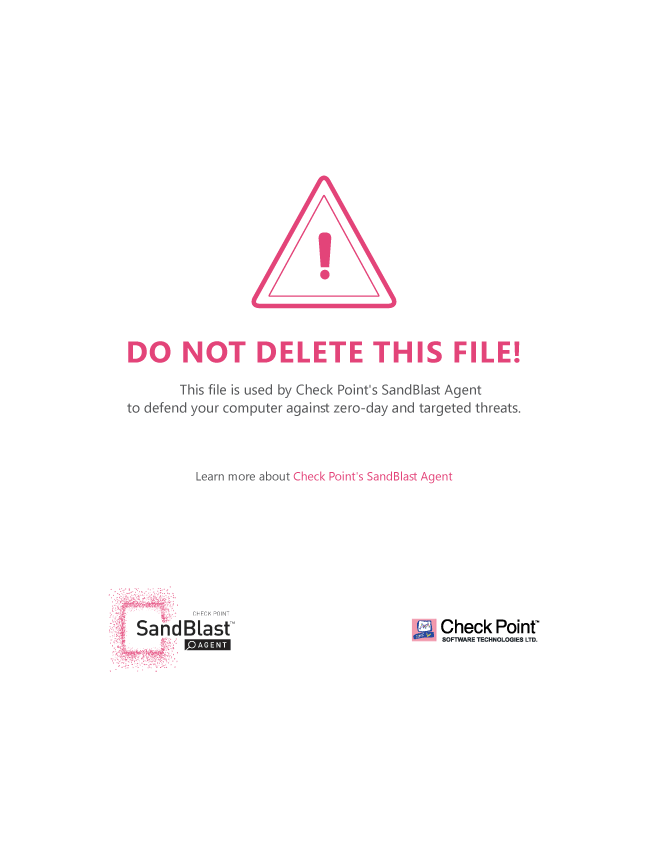 !
DO NOT DELETE THIS FILE!
This file is used by Check Point's SandBlast Agent
to defend your computer against zero-day and targeted threats.
Learn more about Check Point's SandBlast Agent
CHECK POINT
SandBlast™
AGENT
Check Point™
SOFTWARE TECHNOLOGIES LTD.